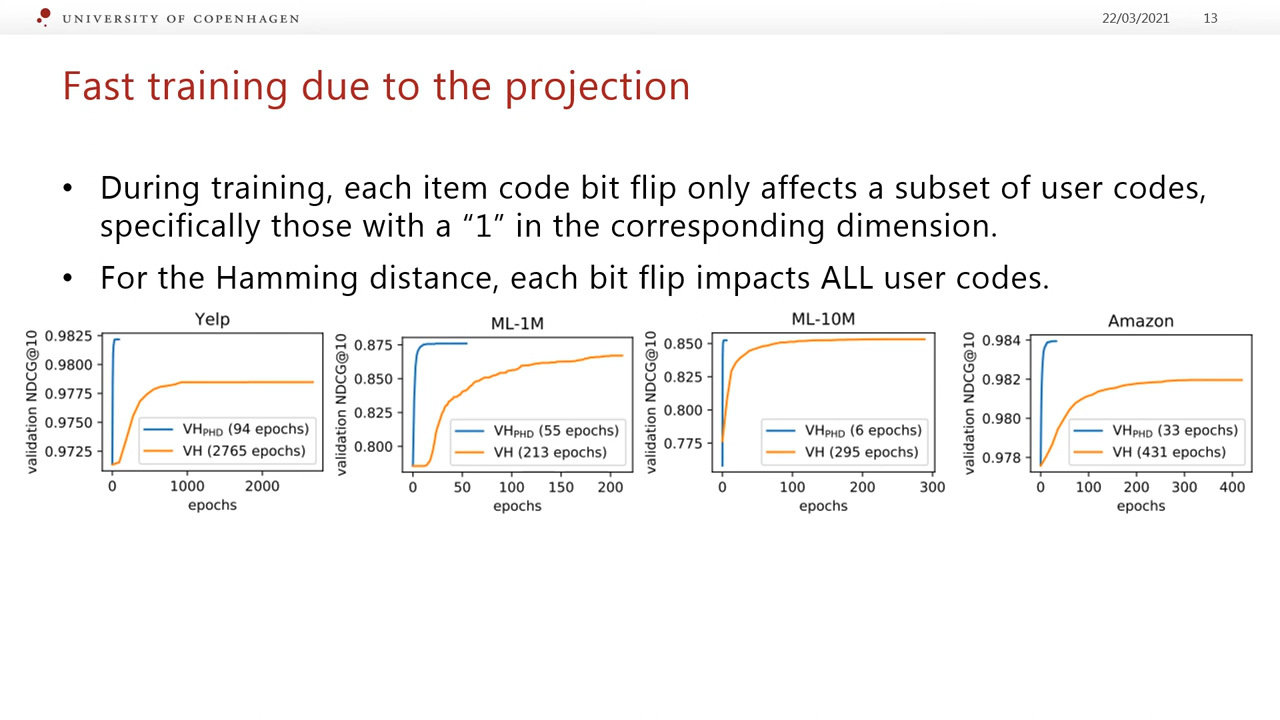 UNIVERSITY OF COPENHAGEN
22/03/2021 13
Fast training due to the projection
• During training, each item code bit flip only affects a subset of user codes,
specifically those with a “1” in the corresponding dimension.
• For the Hamming distance, each bit flip impacts ALL user codes.
Yelp
validation NDCG@10
0.9825
0.9800
0.9775
0.9750
0.9725
VHPHD (94 epochs)
VH (2765 epochs)
0 1000 2000
epochs
ML-1M
validation NDCG@10
0.875
0.850
0.825
0.800
VHPHD (55 epochs)
VH (213 epochs)
0 50 100 150 200
epochs
ML-10M
validation NDCG@10
0.850
0.825
0.800
0.775
VHPHD (6 epochs)
VH (295 epochs)
0 100 200 300
epochs
Amazon
validation NDCG@10
0.984
0.982
0.980
0.978
VHPHD (33 epochs)
VH (431 epochs)
0 100 200 300 400
epochs